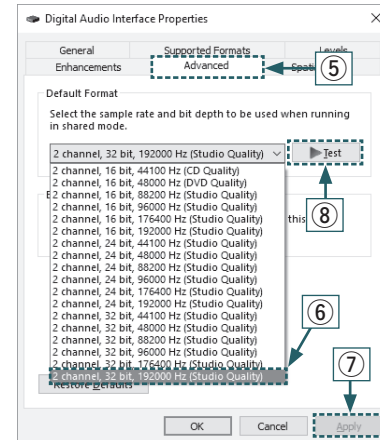 Digital Audio Interface Properties
General Supported Formats Levels
Enhancements Advanced Spati
5
Default Format
Select the sample rate and bit depth to be used when running
in shared mode.
2 channel, 32 bit, 192000 Hz (Studio Quality) Test
8
2 channel, 16 bit, 44100 Hz (CD Quality)
2 channel, 16 bit, 48000 Hz (DVD Quality)
2 channel, 16 bit, 88200 Hz (Studio Quality)
2 channel, 16 bit, 96000 Hz (Studio Quality)
2 channel, 16 bit, 176400 Hz (Studio Quality) this
2 channel, 16 bit, 192000 Hz (Studio Quality)
2 channel, 24 bit, 44100 Hz (Studio Quality)
2 channel, 24 bit, 48000 Hz (Studio Quality)
2 channel, 24 bit, 88200 Hz (Studio Quality)
2 channel, 24 bit, 96000 Hz (Studio Quality)
2 channel, 24 bit, 176400 Hz (Studio Quality)
2 channel, 24 bit, 192000 Hz (Studio Quality)
2 channel, 32 bit, 44100 Hz (Studio Quality)
2 channel, 32 bit, 48000 Hz (Studio Quality)
2 channel, 32 bit, 88200 Hz (Studio Quality)
2 channel, 32 bit, 96000 Hz (Studio Quality)
2 channel, 32 bit, 176400 Hz (Studio Quality)
2 channel, 32 bit, 192000 Hz (Studio Quality)
6
Restore Defaults
7
OK Cancel Apply